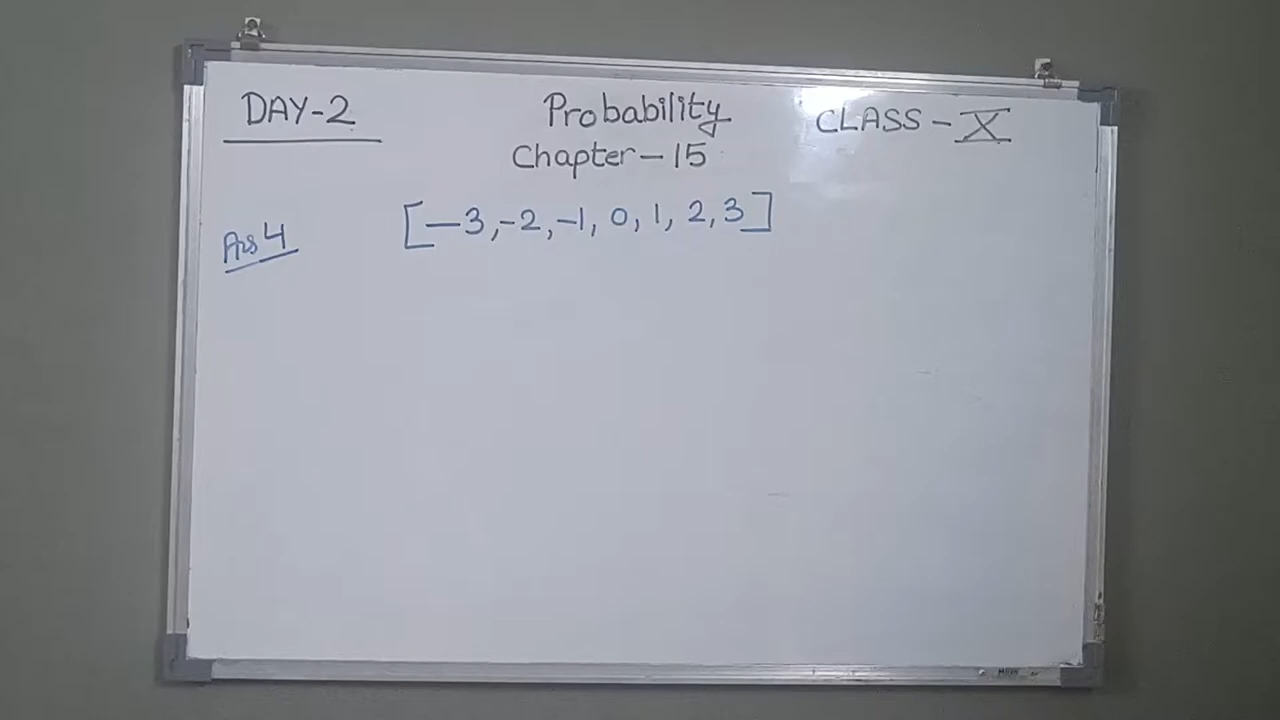 DAY-2
Probability
CLASS - X
Chapter - 15
Ans 4
[-3, -2, -1, 0, 1, 2, 3]